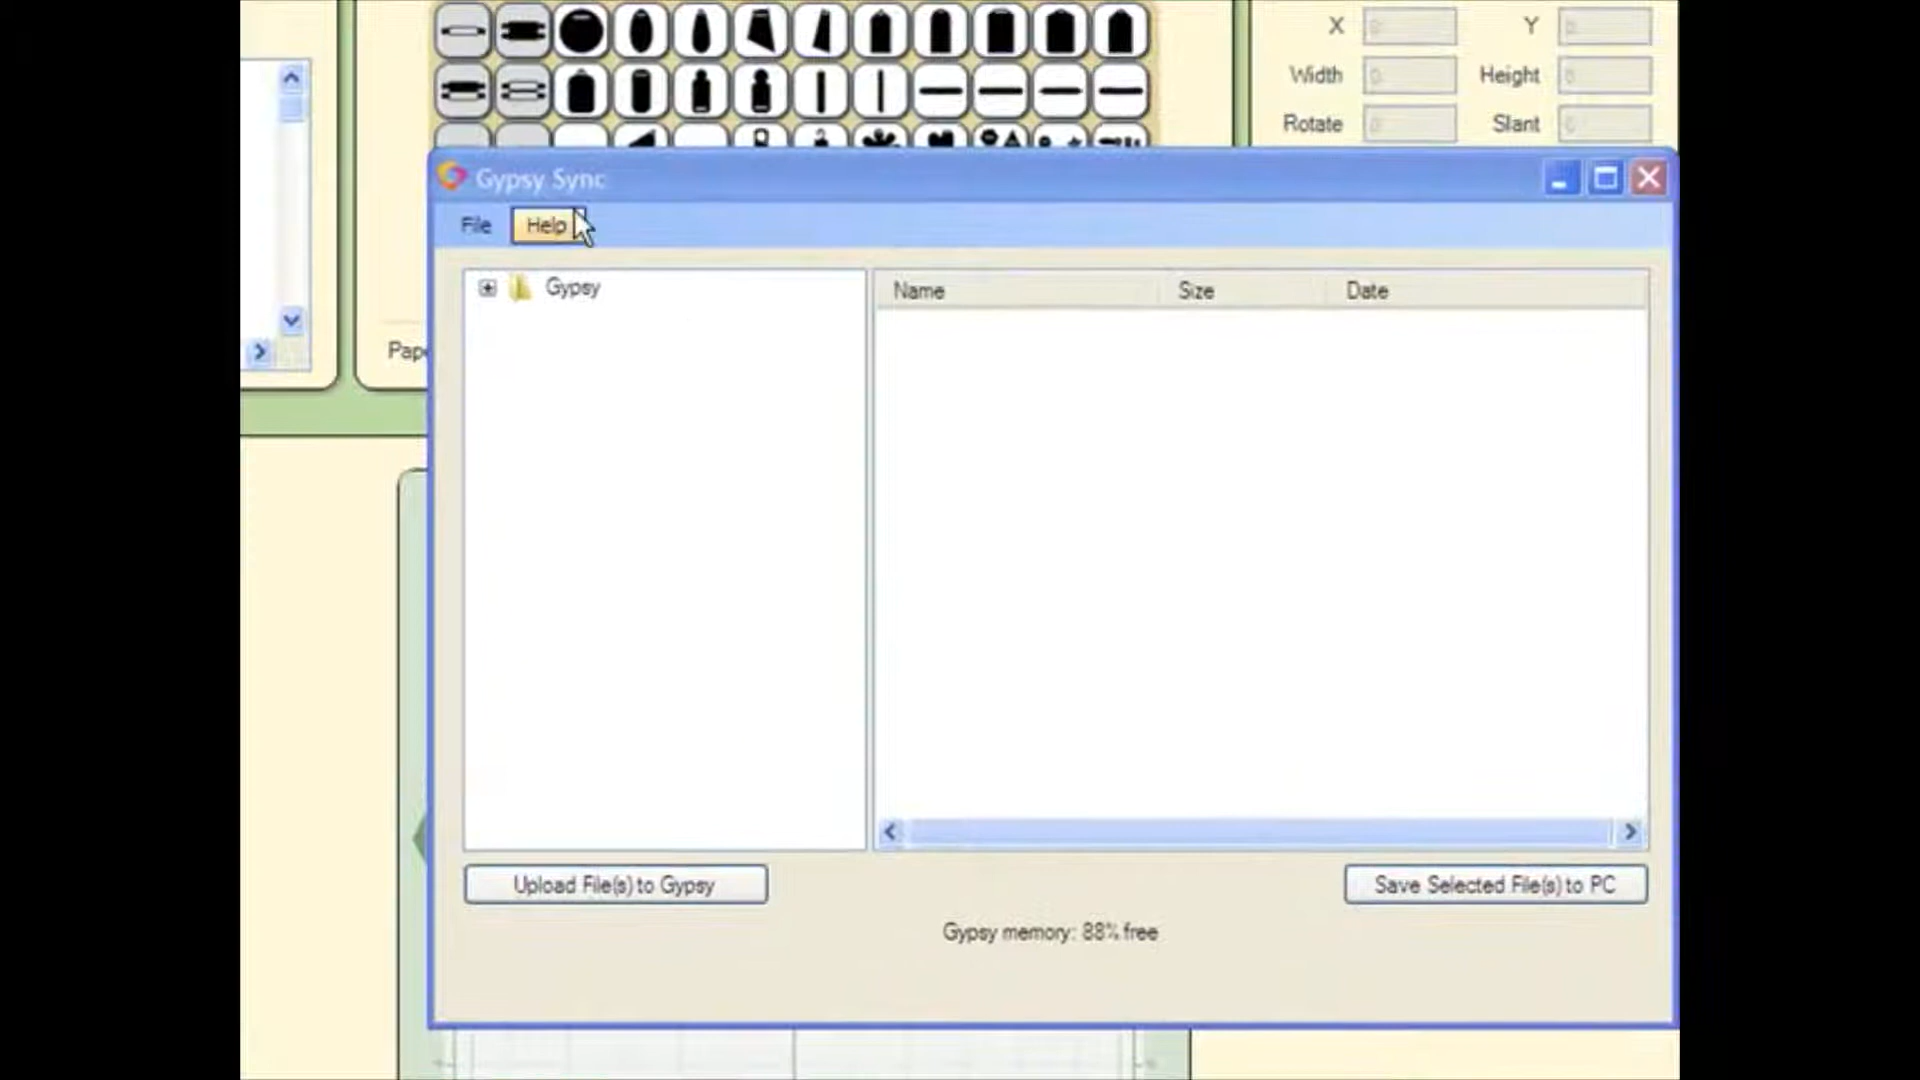 X
Y
Width
Height
Rotate
Slant
Gypsy Sync
File
Help
Gypsy
Name
Size
Date
Upload File(s) to Gypsy
Save Selected File(s) to PC
Gypsy memory: 88% free